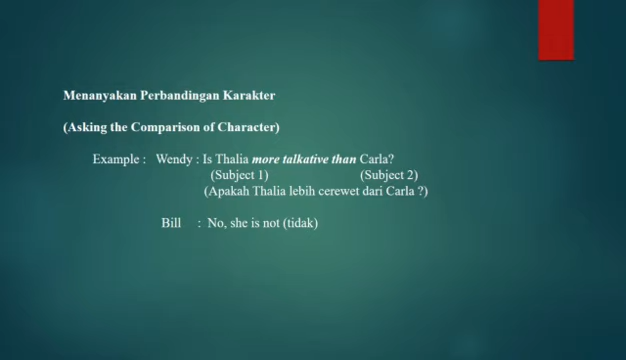 Menanyakan Perbandingan Karakter
(Asking the Comparison of Character)
Example : Wendy : Is Thalia more talkative than Carla?
(Subject 1) (Subject 2)
(Apakah Thalia lebih cerewet dari Carla ?)
Bill : No, she is not (tidak)